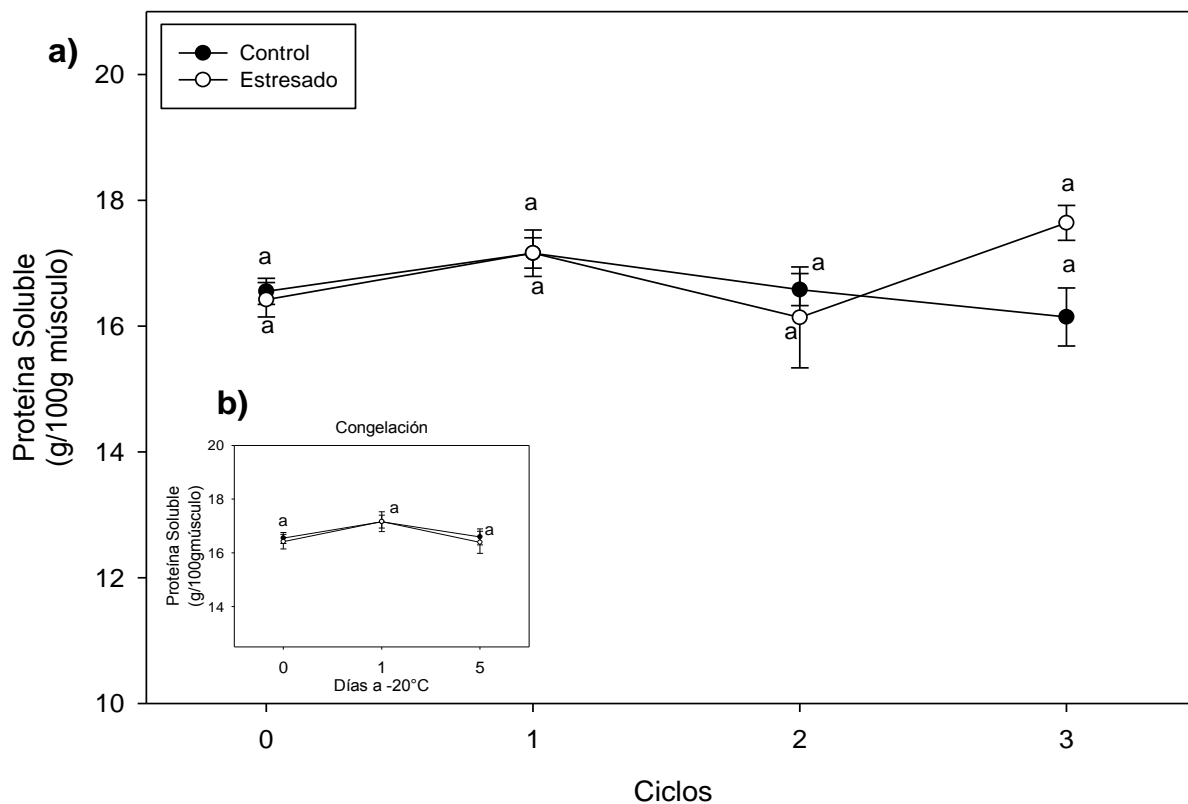 a)
Control
Estresado
20
18
16
14
12
10
Proteína Soluble
(g/100g músculo)
a
a
a
a
a
a
a
a
0
1
2
3
Ciclos
b)
Congelación
20
18
16
14
Proteína Soluble
(g/100gmúsculo)
a
a
a
0
1
5
Días a -20°C